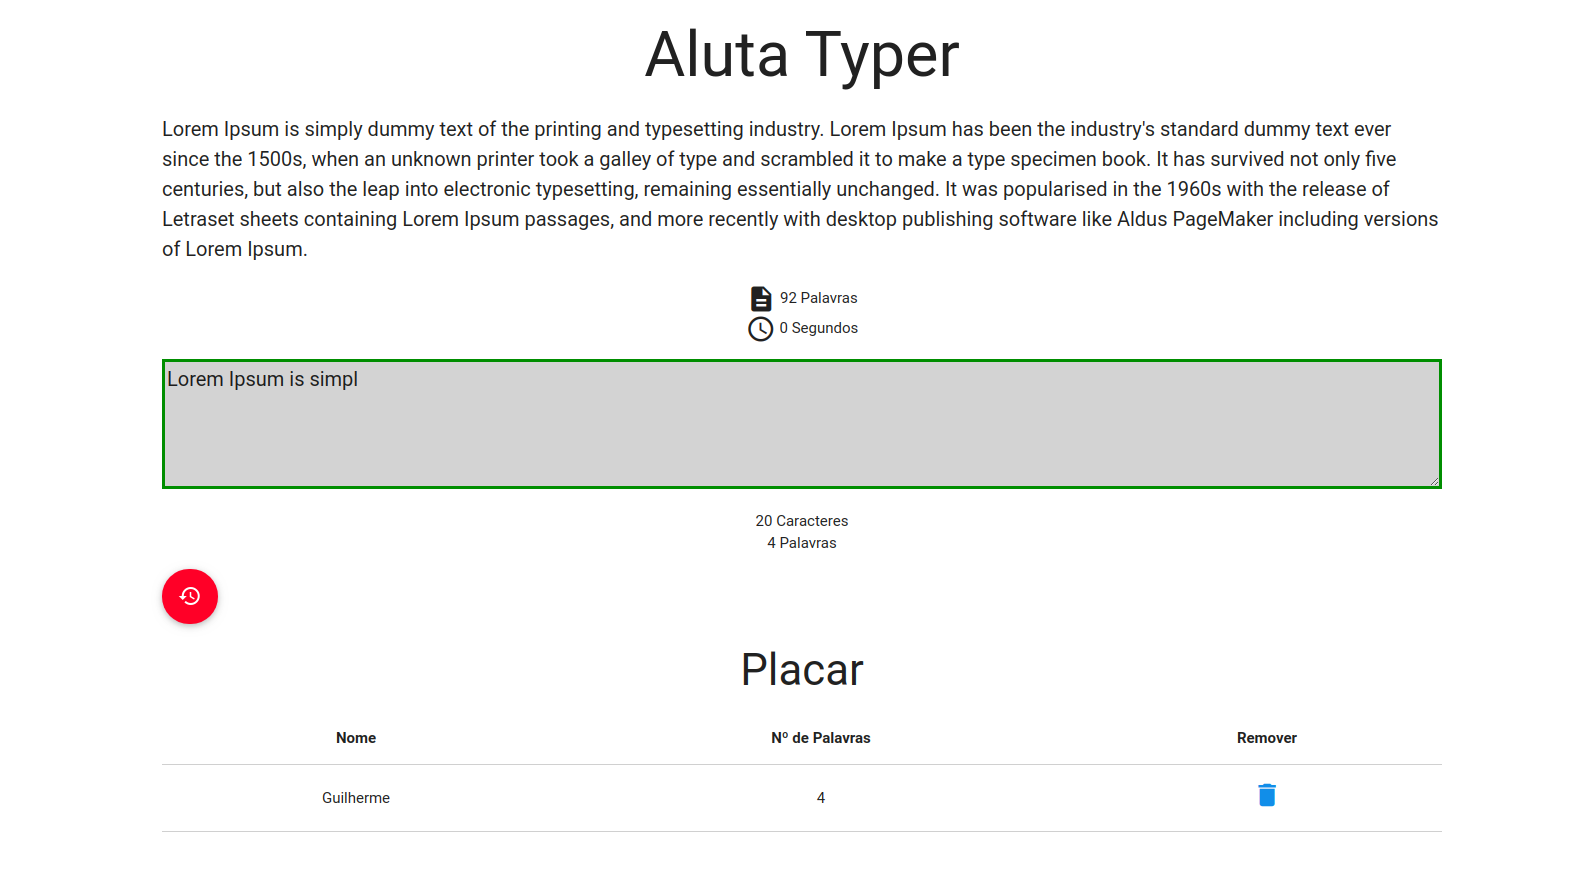 Aluta Typer
Lorem Ipsum is simply dummy text of the printing and typesetting industry. Lorem Ipsum has been the industry's standard dummy text ever
since the 1500s, when an unknown printer took a galley of type and scrambled it to make a type specimen book. It has survived not only five
centuries, but also the leap into electronic typesetting, remaining essentially unchanged. It was popularised in the 1960s with the release of
Letraset sheets containing Lorem Ipsum passages, and more recently with desktop publishing software like Aldus PageMaker including versions
of Lorem Ipsum.
92 Palavras
0 Segundos
Lorem Ipsum is simpl
20 Caracteres
4 Palavras
Placar
Nome Nº de Palavras Remover
Guilherme 4